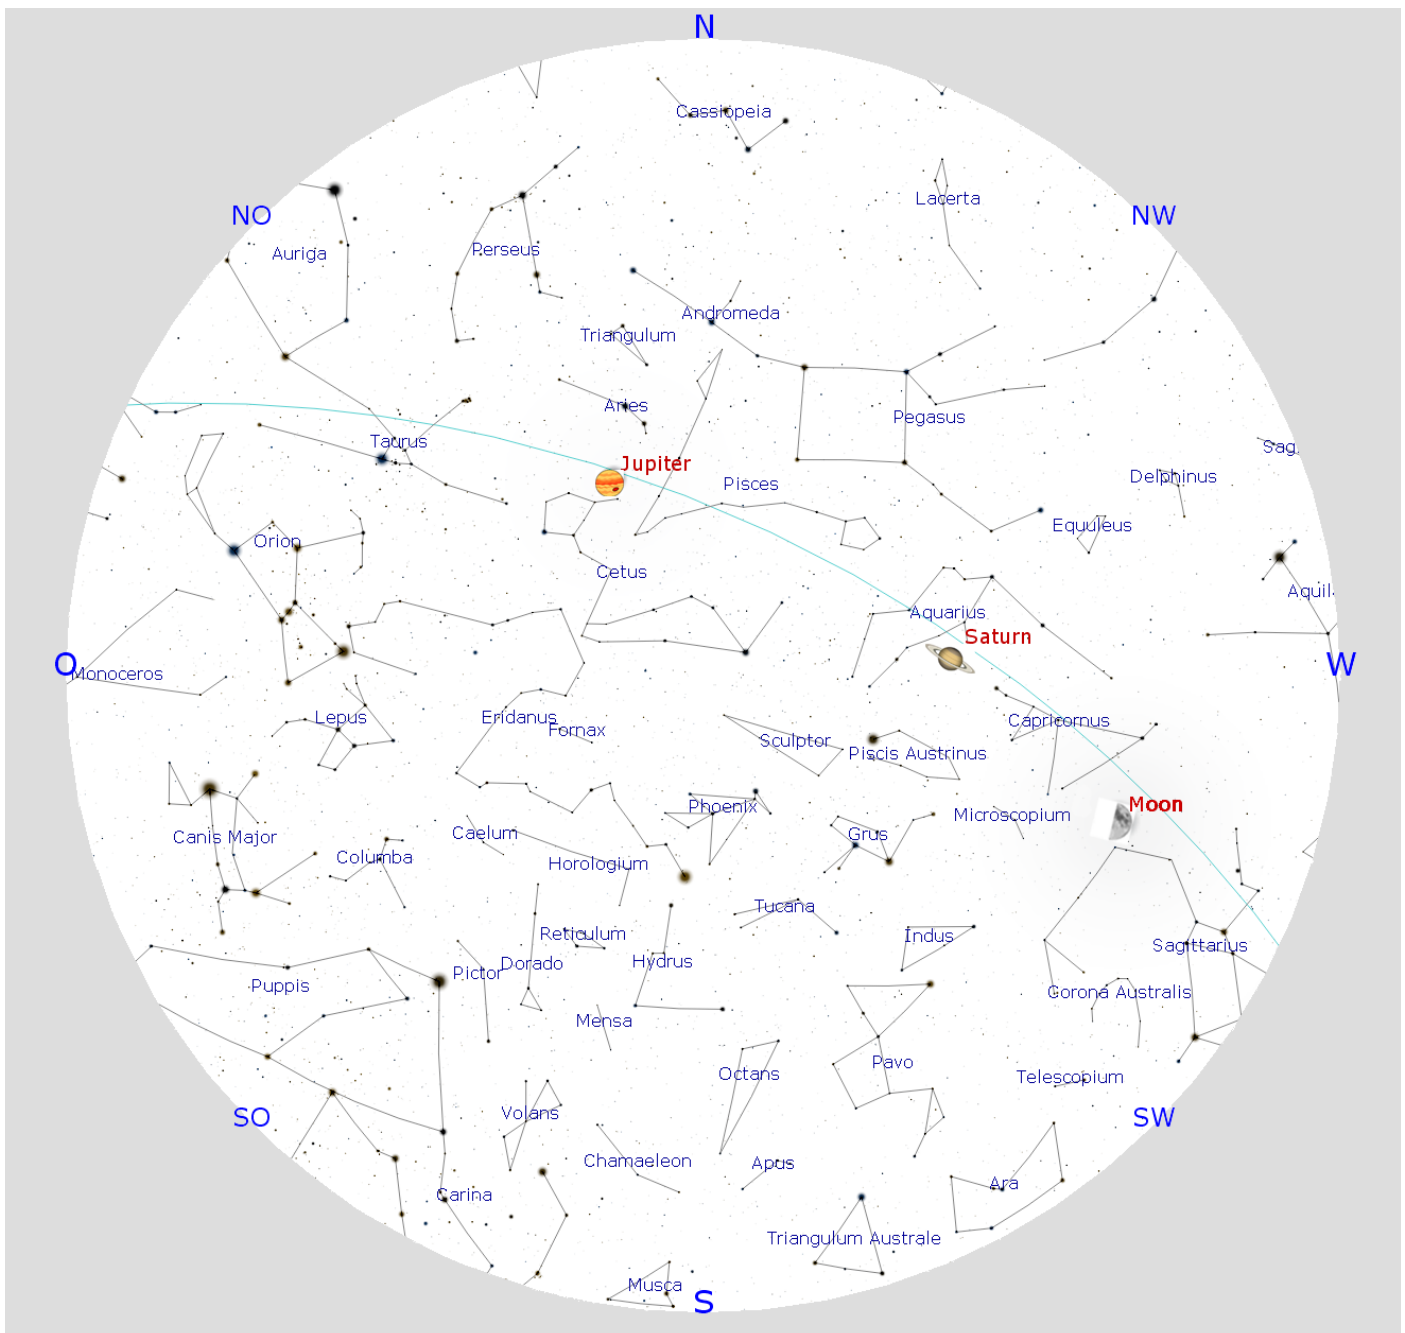 N
Cassiopeia
Lacerta
NO
NW
Auriga
Perseus
Andromeda
Triangulum
Aries
Pegasus
Taurus
Sag
Jupiter
Delphinus
Pisces
Equuleus
Orion
Cetus
Aquil
Aquarius
Saturn
O
W
Monoceros
Lepus
Eridanus
Fornax
Capricornus
Sculptor
Piscis Austrinus
Moon
Phoenix
Microscopium
Canis Major
Caelum
Grus
Columba
Horologium
Tucana
Reticulum
Indus
Sagittarius
Pictor
Dorado
Hydrus
Puppis
Corona Australis
Mensa
Octans
Pavo
Telescopium
SO
Volans
SW
Chamaeleon
Apus
Carina
Ara
Triangulum Australe
Musca
S